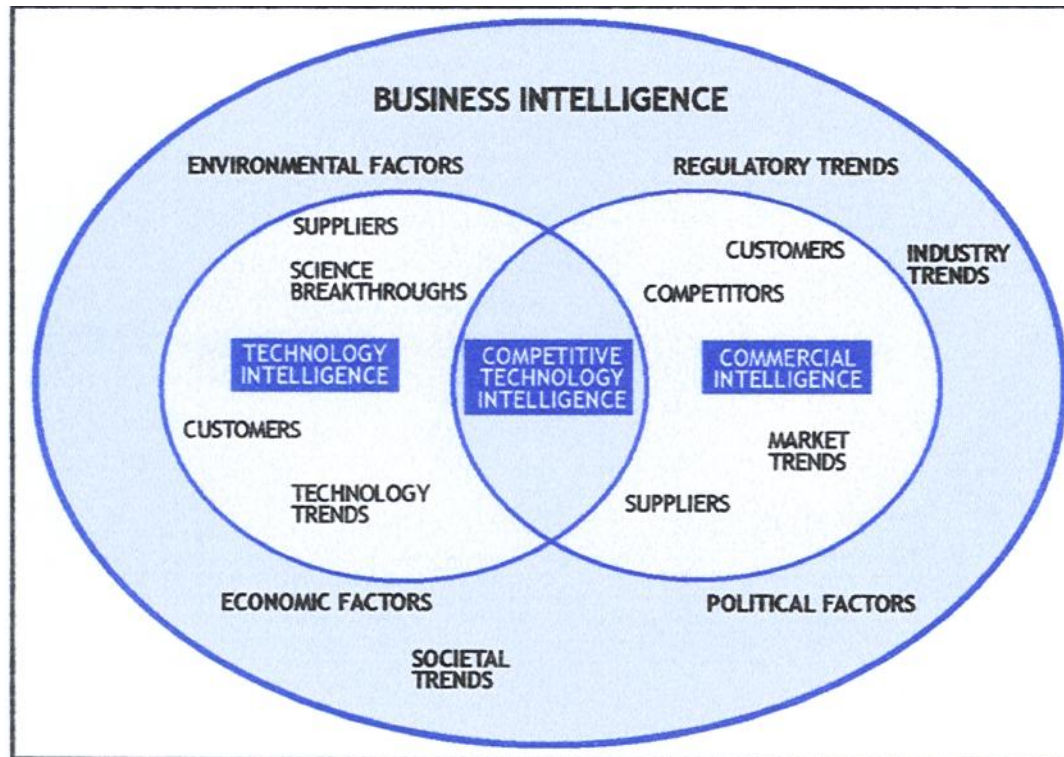 BUSINESS INTELLIGENCE
ENVIRONMENTAL FACTORS
REGULATORY TRENDS
SUPPLIERS
SCIENCE
BREAKTHROUGHS
CUSTOMERS
COMPETITORS
INDUSTRY
TRENDS
TECHNOLOGY
INTELLIGENCE
COMPETITIVE
TECHNOLOGY
INTELLIGENCE
COMMERCIAL
INTELLIGENCE
CUSTOMERS
TECHNOLOGY
TRENDS
MARKET
TRENDS
SUPPLIERS
ECONOMIC FACTORS
POLITICAL FACTORS
SOCIETAL
TRENDS